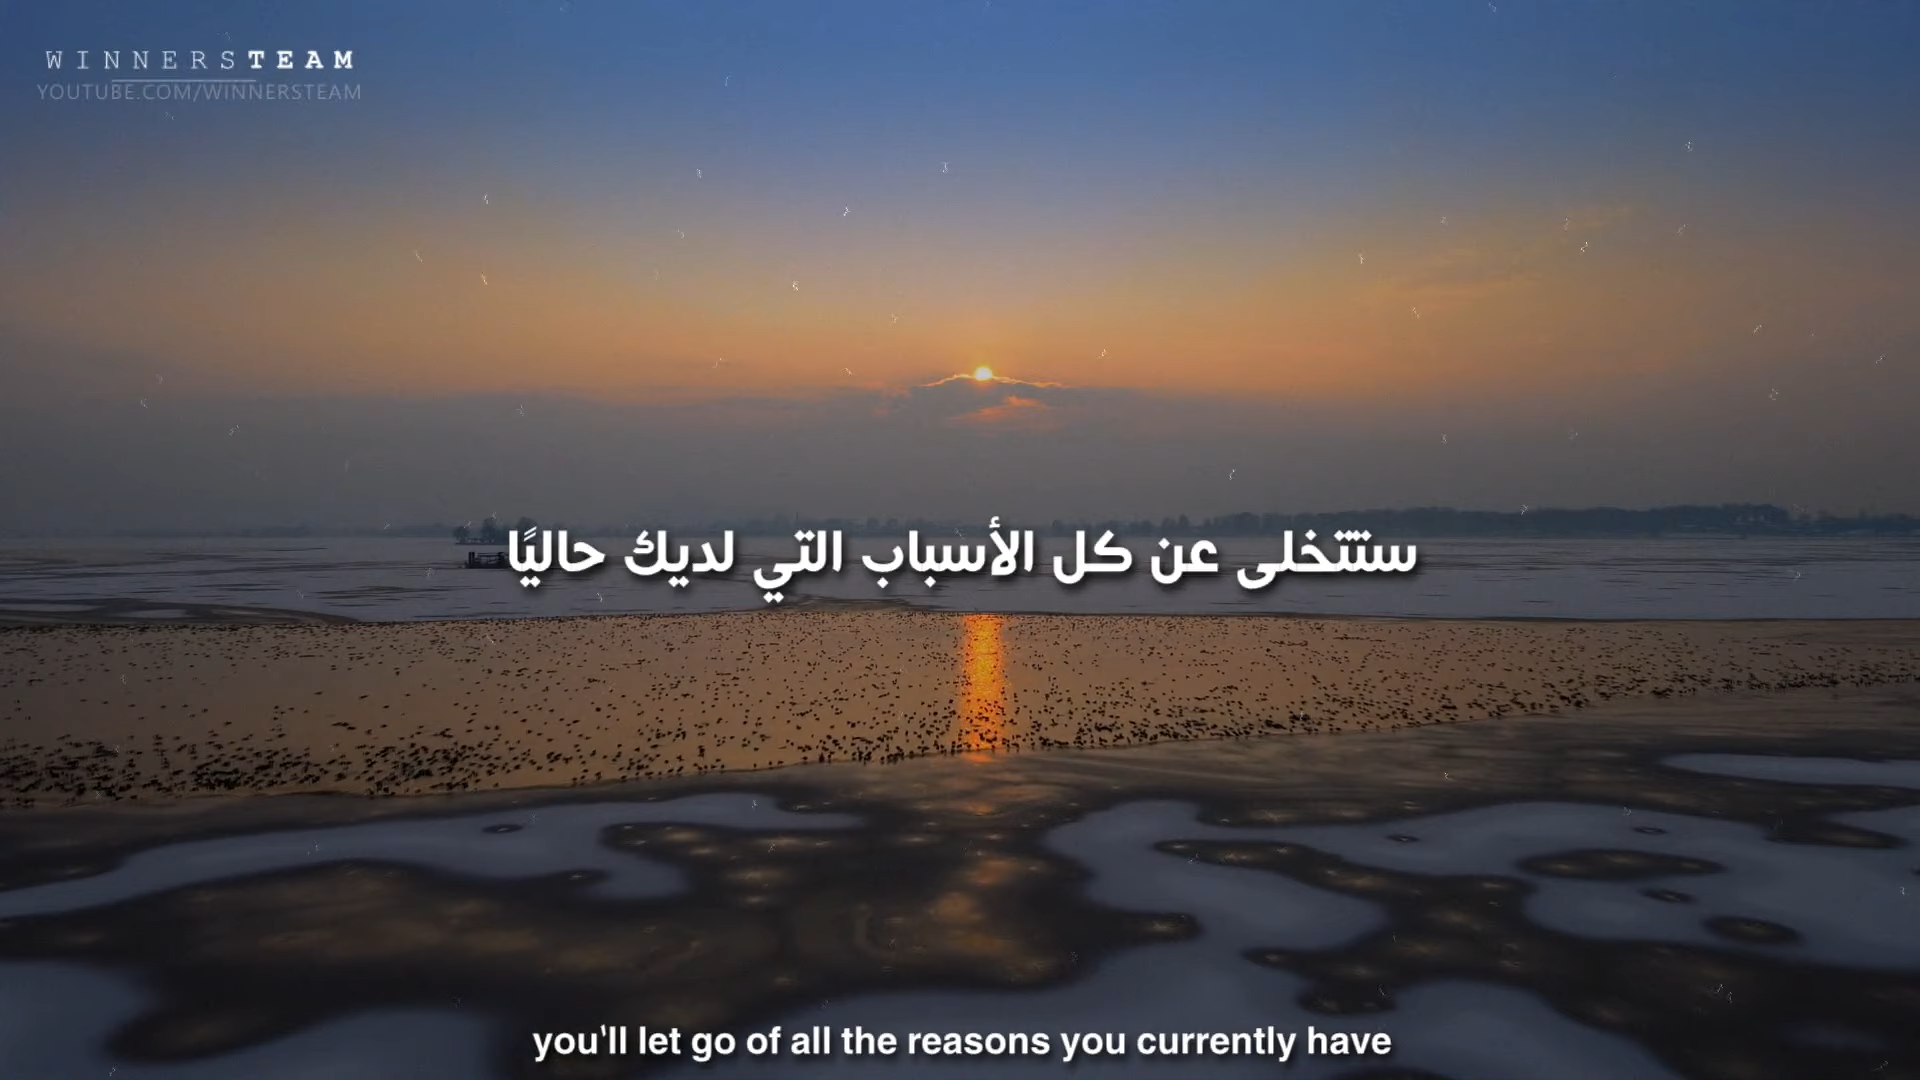 WINNERSTEAM
YOUTUBE.COM/WINNERSTEAM
ستتخلى عن كل الأسباب التي لديك حاليًا
you'll let go of all the reasons you currently have